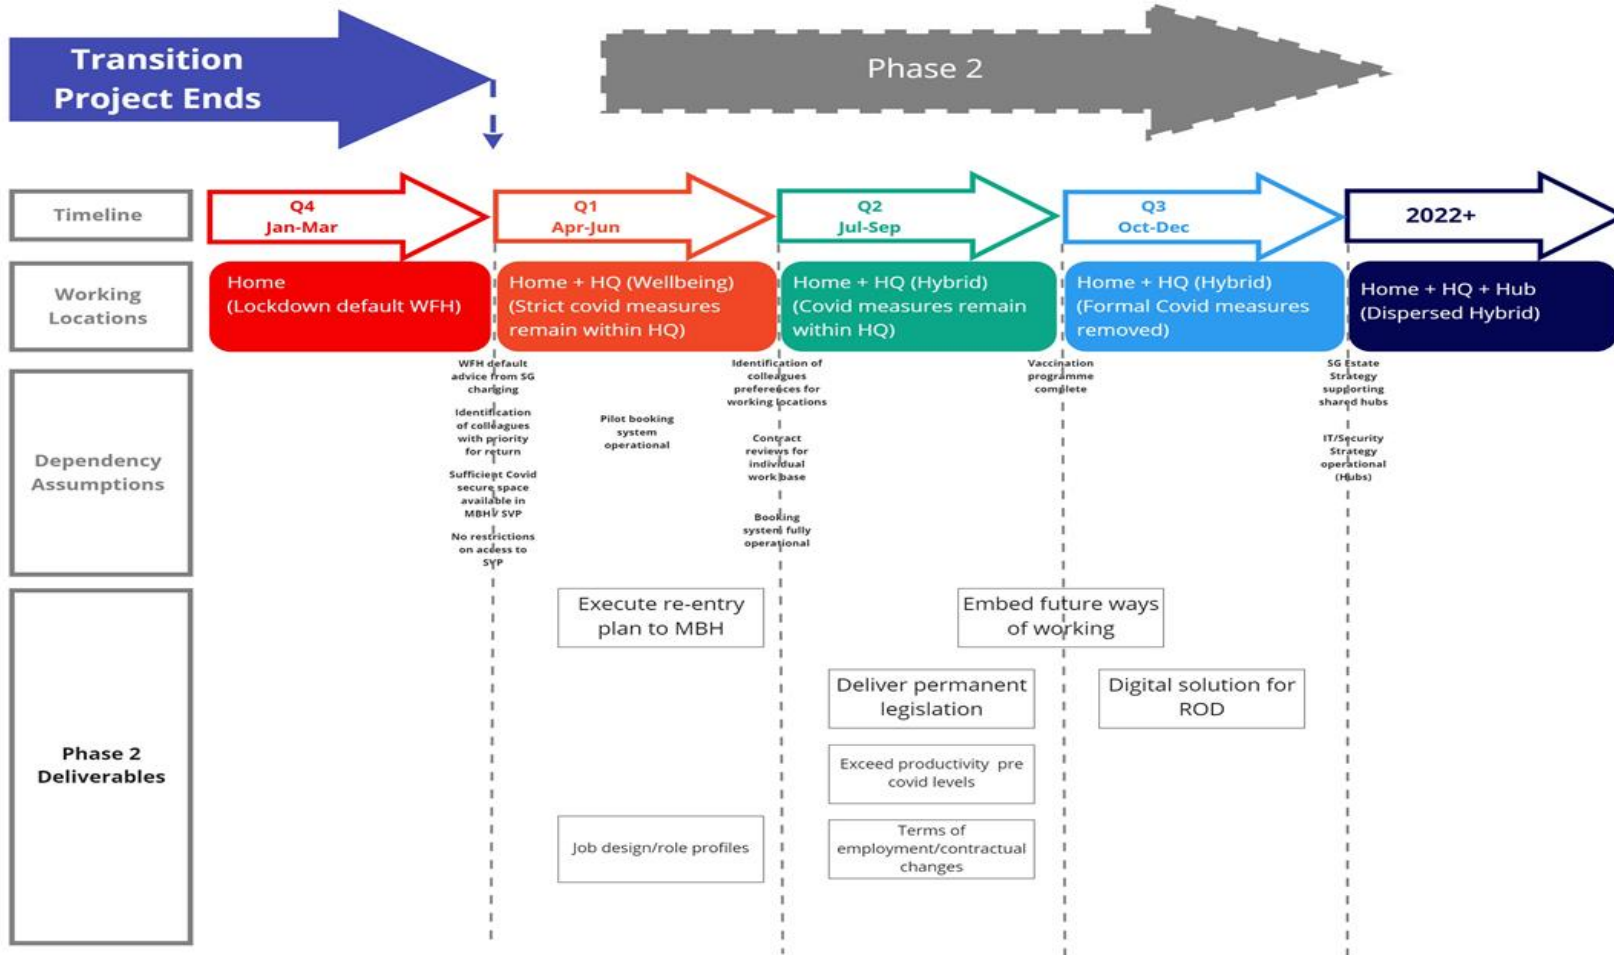 Transition
Project Ends
Phase 2
Timeline
Q4
Jan-Mar
Q1
Apr-Jun
Q2
Jul-Sep
Q3
Oct-Dec
2022+
Working
Locations
Home
(Lockdown default WFH)
Home + HQ (Wellbeing)
(Strict covid measures
remain within HQ)
Home + HQ (Hybrid)
(Covid measures remain
within HQ)
Home + HQ (Hybrid)
(Formal Covid measures
removed)
Home + HQ + Hub
(Dispersed Hybrid)
Dependency
Assumptions
WFH default
advice from SG
changing
Identification
of colleagues
with priority
for return
Sufficient Covid
secure space
available in
MBH / SVP
No restrictions
on access to
SVP
Pilot booking
system
operational
Identification of
colleagues
preferences for
working locations
Contract
reviews for
individual
work base
Booking
system fully
operational
Vaccination
programme
complete
SG Estate
Strategy
supporting
shared hubs
IT/Security
Strategy
operational
(Hubs)
Phase 2
Deliverables
Execute re-entry
plan to MBH
Embed future ways
of working
Deliver permanent
legislation
Digital solution for
ROD
Exceed productivity pre
covid levels
Job design/role profiles
Terms of
employment/contractual
changes